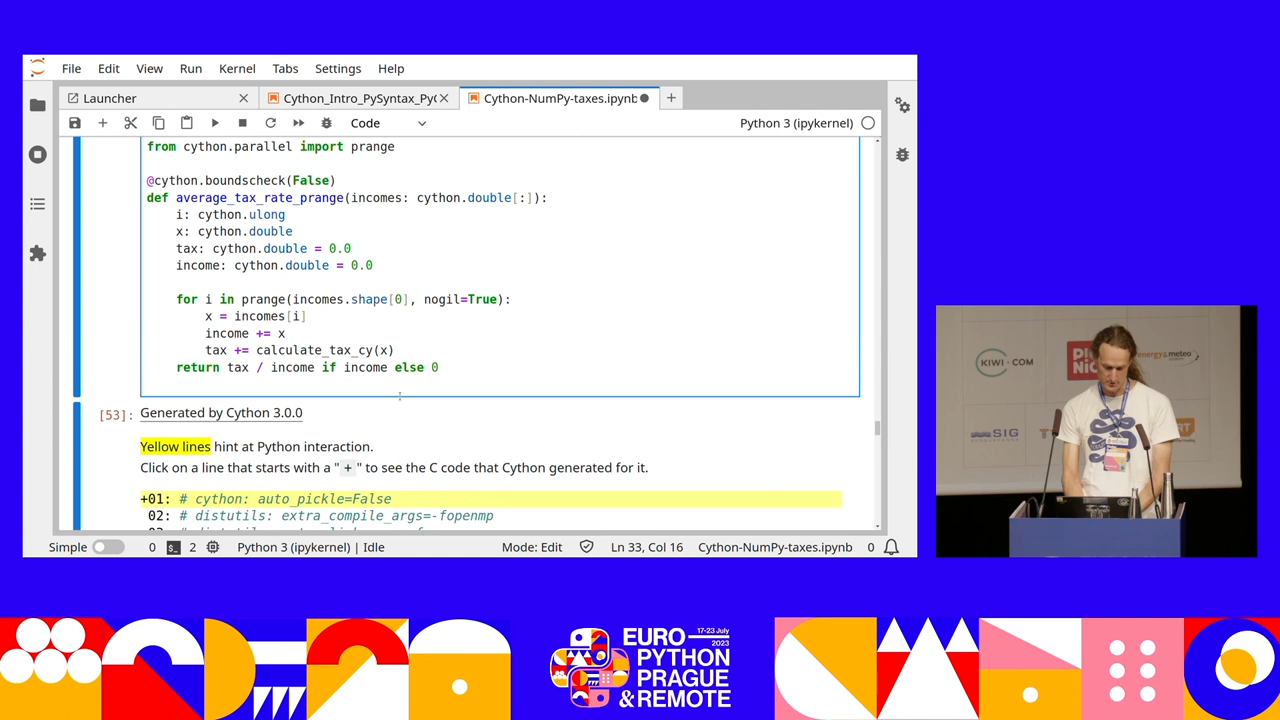 File Edit View Run Kernel Tabs Settings Help
Launcher
Cython_Intro_PySyntax_Py
Cython-NumPy-taxes.ipynb
Code
Python 3 (ipykernel)
from cython.parallel import prange
@cython.boundscheck(False)
def average_tax_rate_prange(incomes: cython.double[:]):
i: cython.ulong
x: cython.double
tax: cython.double = 0.0
income: cython.double = 0.0
for i in prange(incomes.shape[0], nogil=True):
x = incomes[i]
income += x
tax += calculate_tax_cy(x)
return tax / income if income else 0
[53]: Generated by Cython 3.0.0
Yellow lines hint at Python interaction.
Click on a line that starts with a "+" to see the C code that Cython generated for it.
+01: # cython: auto_pickle=False
02: # distutils: extra_compile_args=-fopenmp
Simple 0 2 Python 3 (ipykernel) | Idle Mode: Edit Ln 33, Col 16 Cython-NumPy-taxes.ipynb 0
KIWI.COM
energy & meteo
SIG
EURO 17-23 July
2023
PYTHON
PRAGUE
& REMOTE